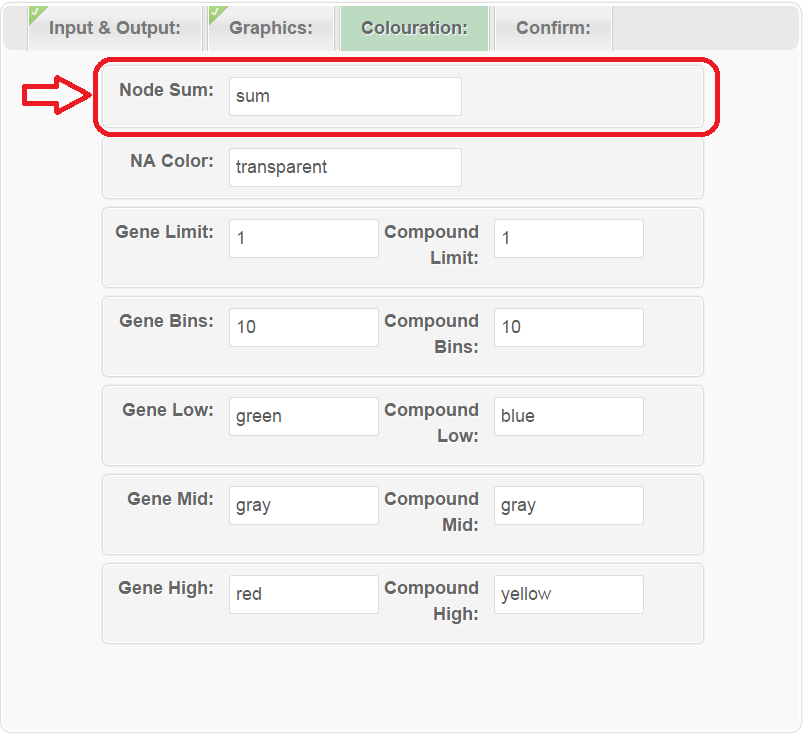 Input & Output: Graphics: Colouration: Confirm:
Node Sum: sum
NA Color: transparent
Gene Limit: 1 Compound Limit: 1
Gene Bins: 10 Compound Bins: 10
Gene Low: green Compound Low: blue
Gene Mid: gray Compound Mid: gray
Gene High: red Compound High: yellow